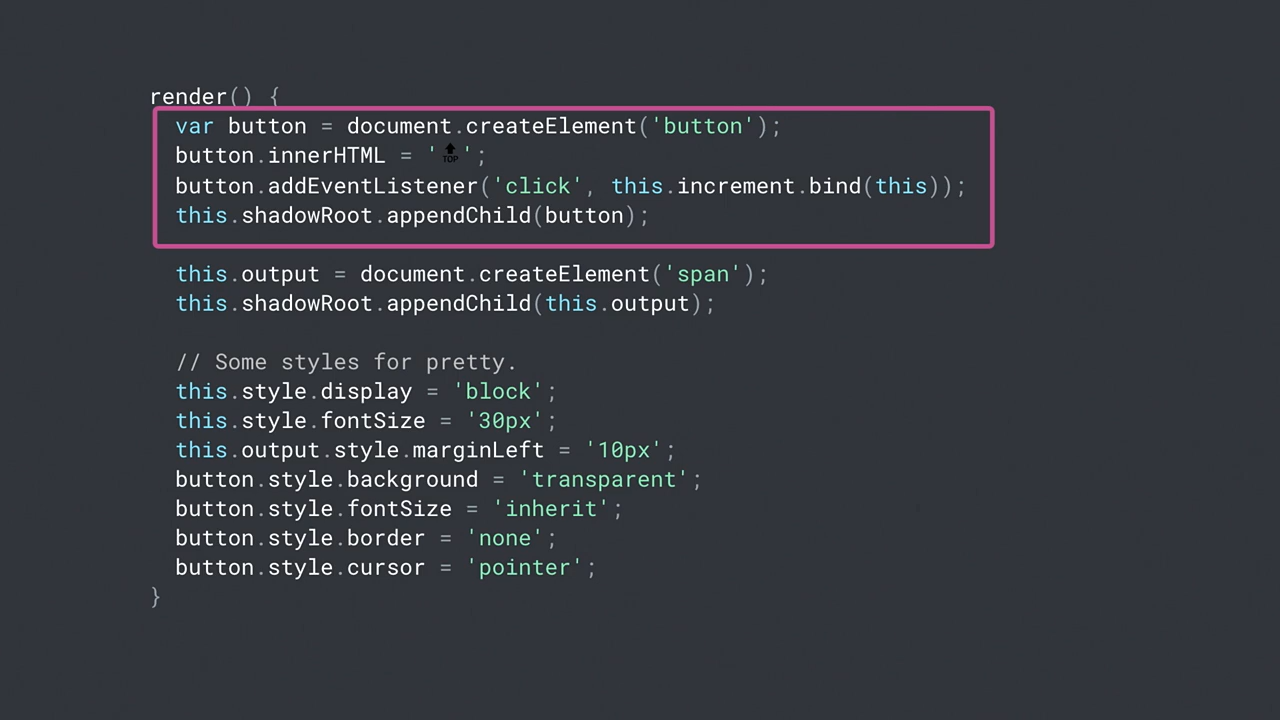 render() {
var button = document.createElement('button');
button.innerHTML = '🔝';
button.addEventListener('click', this.increment.bind(this));
this.shadowRoot.appendChild(button);
this.output = document.createElement('span');
this.shadowRoot.appendChild(this.output);
// Some styles for pretty.
this.style.display = 'block';
this.style.fontSize = '30px';
this.output.style.marginLeft = '10px';
button.style.background = 'transparent';
button.style.fontSize = 'inherit';
button.style.border = 'none';
button.style.cursor = 'pointer';
}